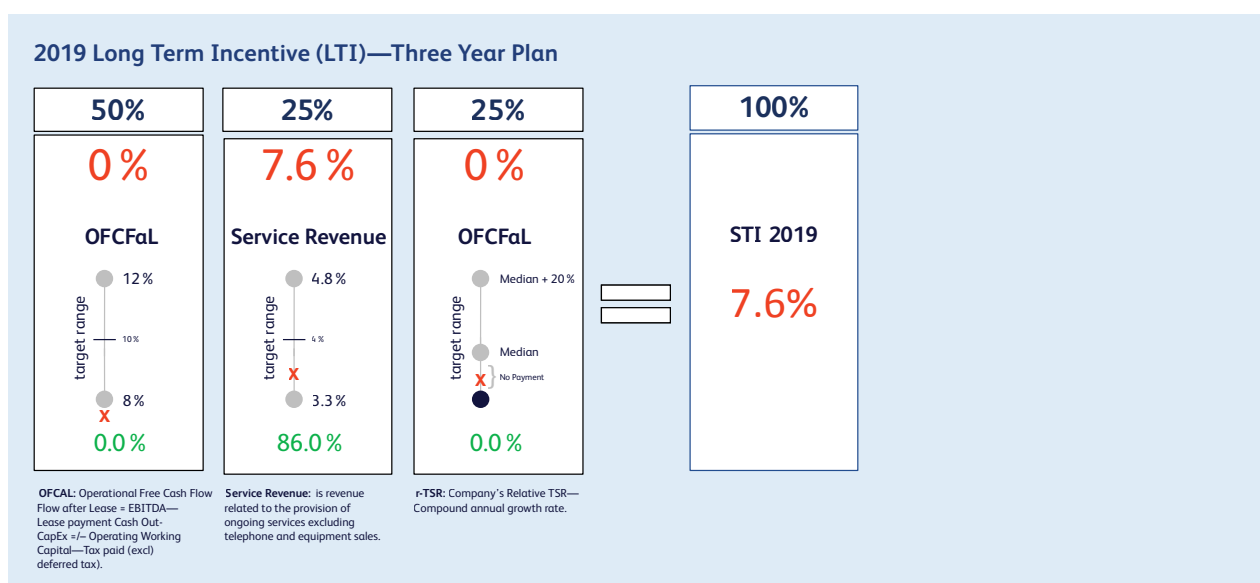 2019 Long Term Incentive (LTI)—Three Year Plan
50%
0 %
OFCFaL
target range
12 %
10 %
8 %
X
0.0 %
OFCAL: Operational Free Cash Flow
Flow after Lease = EBITDA—
Lease payment Cash Out-
CapEx =/– Operating Working
Capital—Tax paid (excl)
deferred tax).
25%
7.6 %
Service Revenue
target range
4.8 %
4 %
X
3.3 %
86.0 %
Service Revenue: is revenue
related to the provision of
ongoing services excluding
telephone and equipment sales.
25%
0 %
OFCFaL
target range
Median + 20 %
Median
X } No Payment
0.0 %
r-TSR: Company's Relative TSR—
Compound annual growth rate.
100%
STI 2019
7.6%